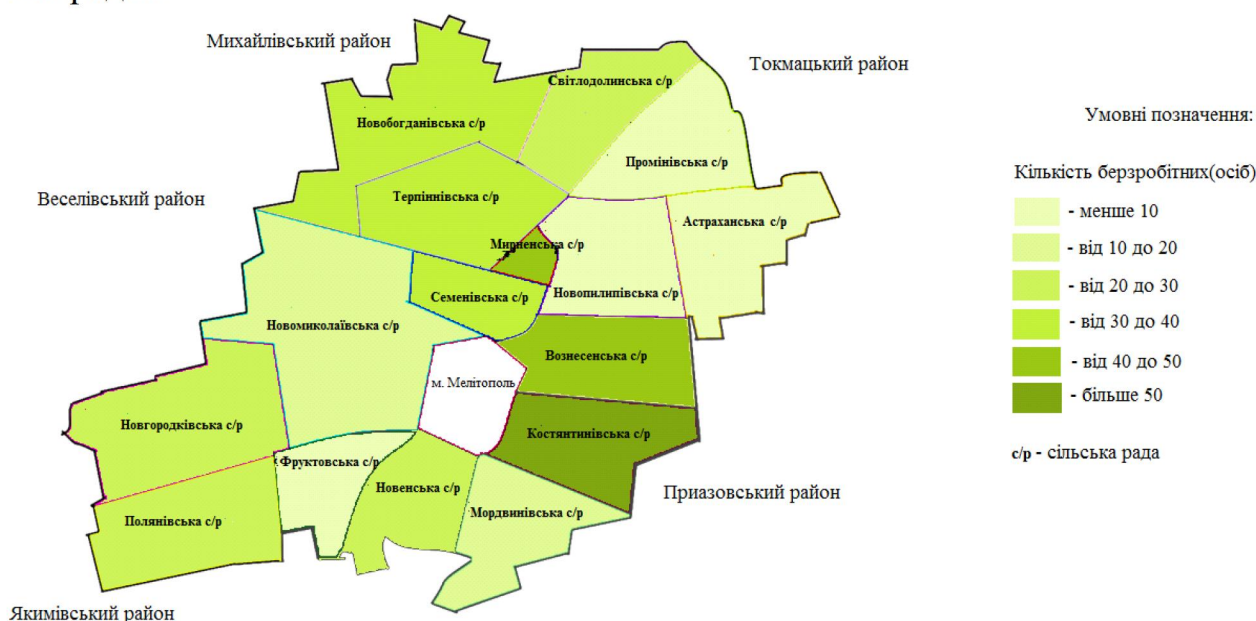 Михайлівський район
Токмацький район
Світлодолинська с/р
Новобогданівська с/р
Промінівська с/р
Веселівський район
Терпіннівська с/р
Астраханська с/р
Мирненська с/р
Семенівська с/р
Новопилипівська с/р
Новомиколаївська с/р
Вознесенська с/р
м. Мелітополь
Новгородківська с/р
Костянтинівська с/р
Фруктовська с/р
Новенська с/р
Мордвинівська с/р
Полянівська с/р
Приазовський район
Якимівський район
Умовні позначення:
Кількість берзробітних(осіб)
- менше 10
- від 10 до 20
- від 20 до 30
- від 30 до 40
- від 40 до 50
- більше 50
с/р - сільська рада